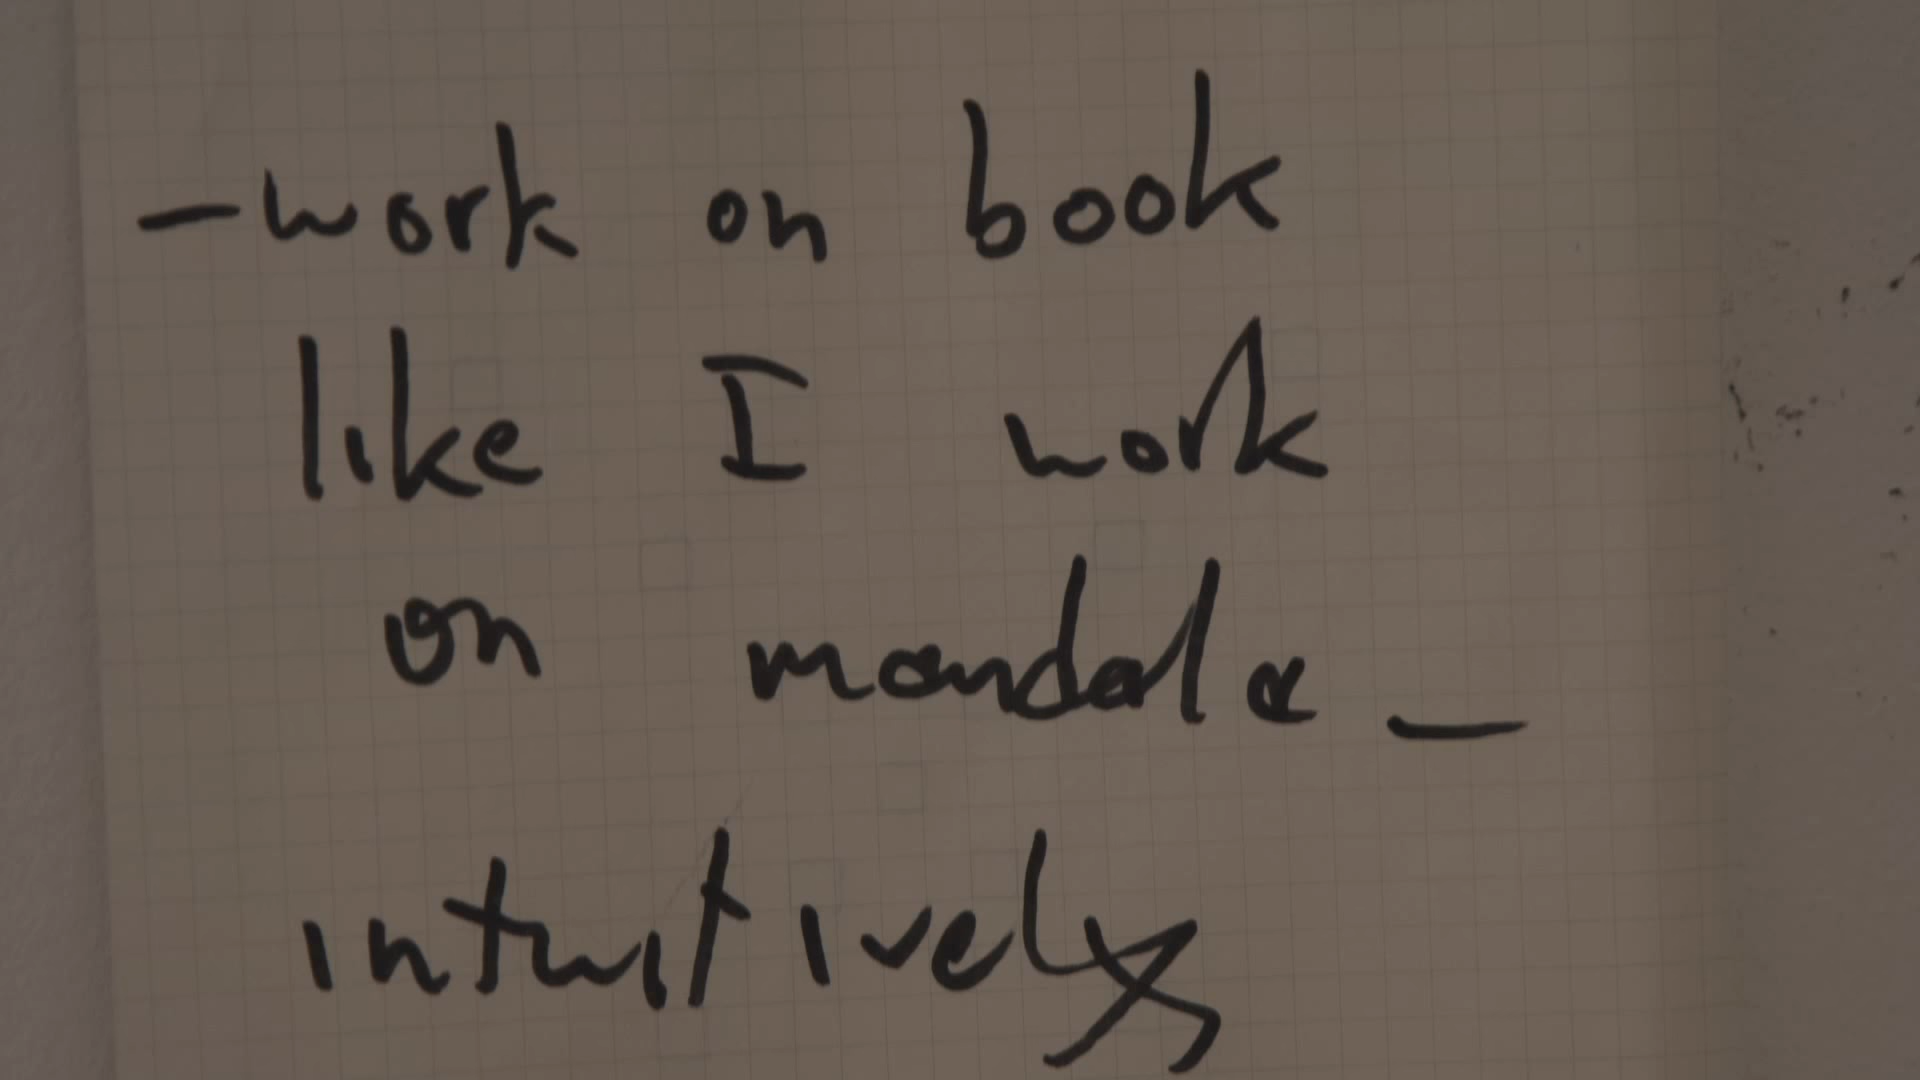 - work on book
like I work
on mandala _
intuitively